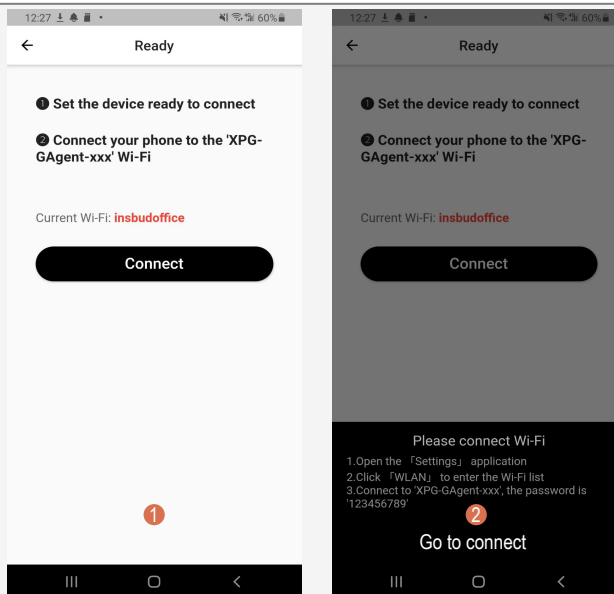 12:27 60%
Ready
❶ Set the device ready to connect
❷ Connect your phone to the 'XPG-
GAgent-xxx' Wi-Fi
Current Wi-Fi: insbudoffice
Connect
1
12:27 60%
Ready
❶ Set the device ready to connect
❷ Connect your phone to the 'XPG-
GAgent-xxx' Wi-Fi
Current Wi-Fi: insbudoffice
Connect
Please connect Wi-Fi
1.Open the 「Settings」 application
2.Click 「WLAN」 to enter the Wi-Fi list
3.Connect to 'XPG-GAgent-xxx', the password is
'123456789'
2
Go to connect